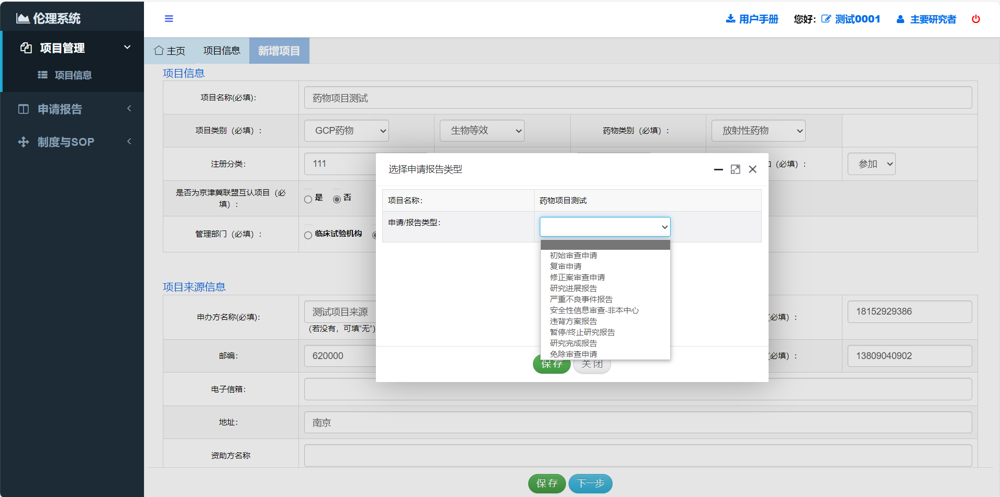 伦理系统
用户手册
您好：
测试0001
主要研究者
项目管理
项目信息
申请报告
制度与SOP
主页
项目信息
新增项目
项目信息
项目名称(必填):
药物项目测试
项目类别（必填）:
GCP药物
生物等效
药物类别（必填）:
放射性药物
注册分类:
111
（必填）:
参加
是否为京津冀联盟互认项目（必
填）:
是
否
管理部门（必填）:
临床试验机构
选择申请报告类型
项目名称:
药物项目测试
申请/报告类型:
初始审查申请
复审申请
修正案审查申请
研究进展报告
严重不良事件报告
安全性信息审查-非本中心
违背方案报告
暂停/终止研究报告
研究完成报告
免除审查申请
保存
关闭
项目来源信息
申办方名称(必填):
测试项目来源
(若没有，可填“无”)
必填）:
18152929386
邮编:
620000
必填）:
13809040902
电子信箱:
地址:
南京
资助方名称
保存
下一步